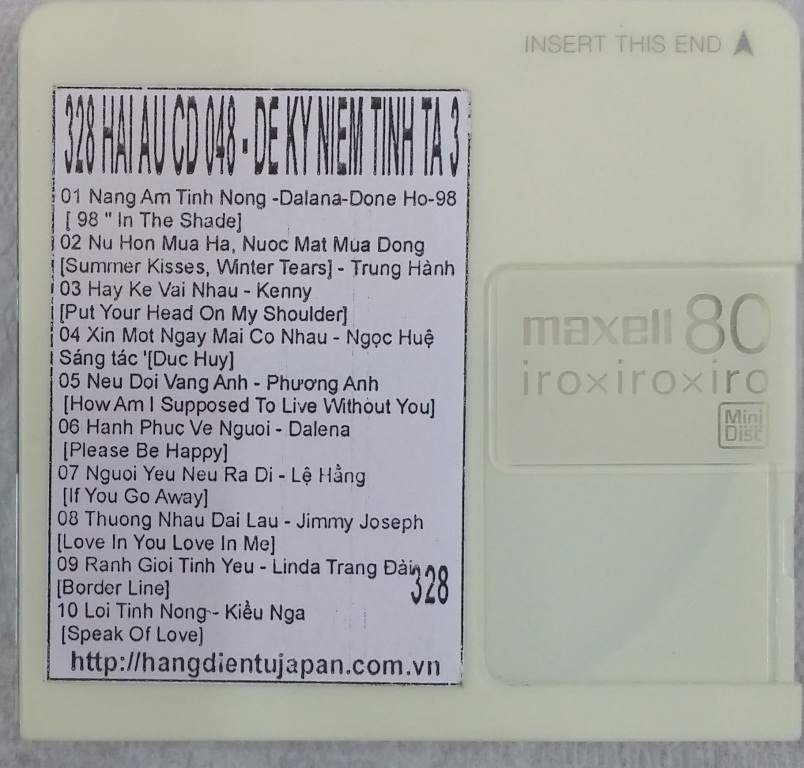 INSERT THIS END
328 HAI AU CD 048 - DE KY NIEM TINH TA 3
01 Nang Am Tinh Nong -Dalana-Done Ho-98
[ 98 " In The Shade]
02 Nu Hon Mua Ha, Nuoc Mat Mua Dong
[Summer Kisses, Winter Tears] - Trung Hành
03 Hay Ke Vai Nhau - Kenny
[Put Your Head On My Shoulder]
04 Xin Mot Ngay Mai Co Nhau - Ngọc Huệ
Sáng tác '[Duc Huy]
05 Neu Doi Vang Anh - Phương Anh
[How Am I Supposed To Live Without You]
06 Hanh Phuc Ve Nguoi - Dalena
[Please Be Happy]
07 Nguoi Yeu Neu Ra Di - Lệ Hằng
[If You Go Away]
08 Thuong Nhau Dai Lau - Jimmy Joseph
[Love In You Love In Me]
09 Ranh Gioi Tinh Yeu - Linda Trang Đài
[Border Line]
328
10 Loi Tinh Nong - Kiều Nga
[Speak Of Love]
http://hangdientujapan.com.vn
maxell 80
iro×iro×iro
Mini
Disc